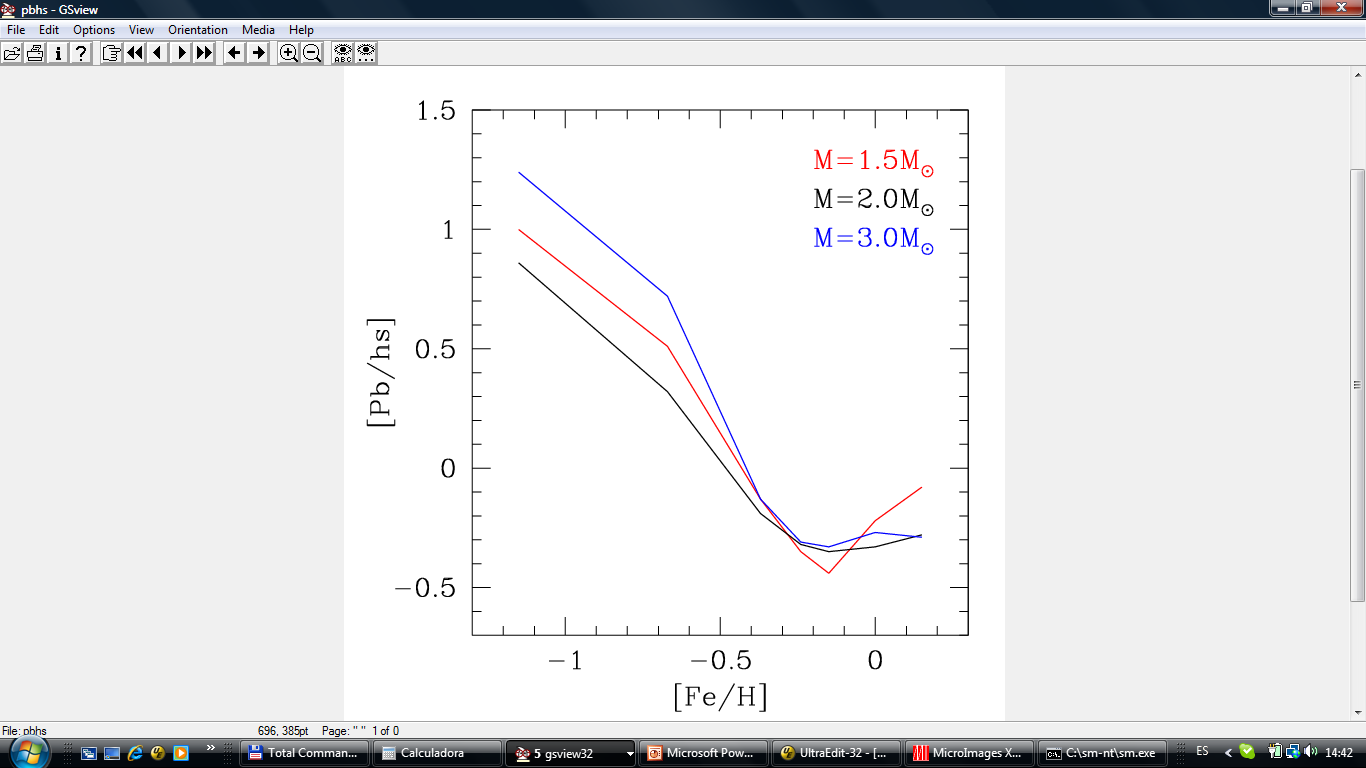 pbhs - GSview
File Edit Options View Orientation Media Help
1.5
M=1.5M⊙
M=2.0M⊙
1
M=3.0M⊙
[Pb/hs]
0.5
0
−0.5
−1 −0.5 0
[Fe/H]
File: pbhs 696, 385pt Page: " " 1 of 0
Total Comman... Calculadora 5 gsview32 Microsoft Pow... UltraEdit-32 - [... MicroImages X... C:\sm-nt\sm.exe ES 14:42